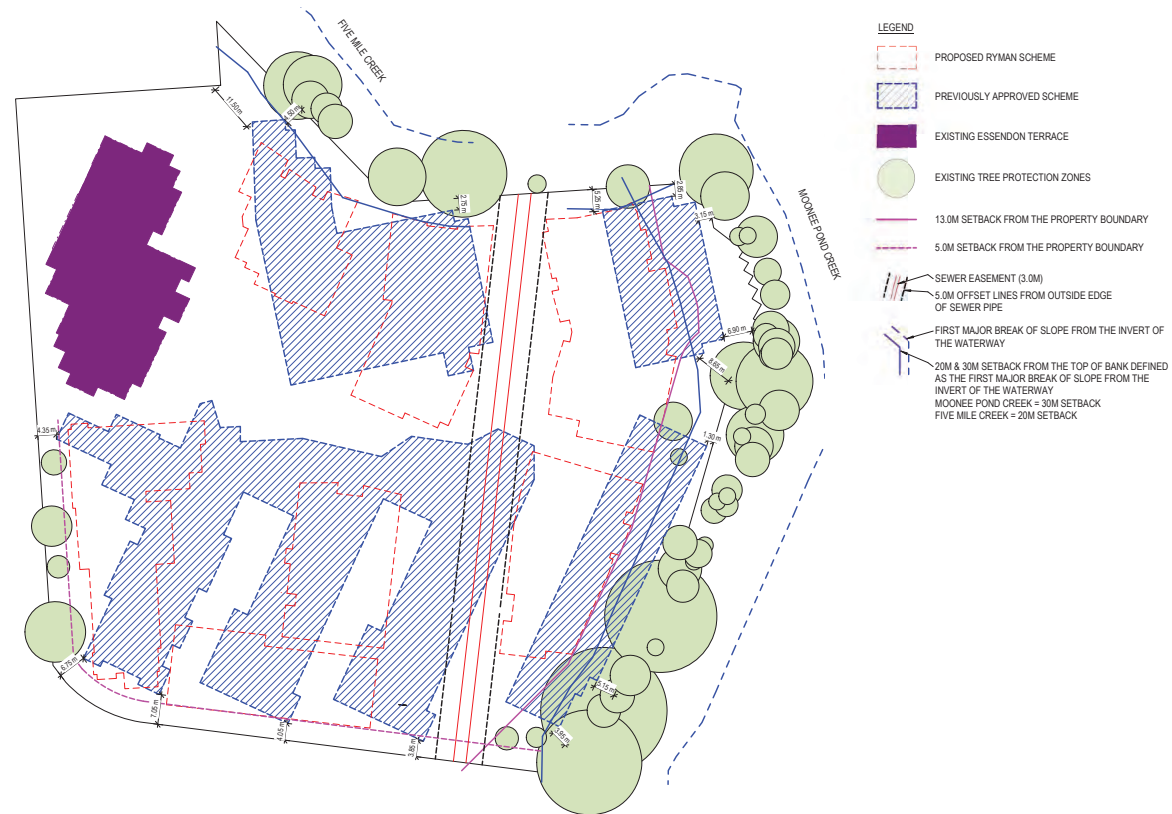 LEGEND
PROPOSED RYMAN SCHEME
PREVIOUSLY APPROVED SCHEME
EXISTING ESSENDON TERRACE
EXISTING TREE PROTECTION ZONES
13.0M SETBACK FROM THE PROPERTY BOUNDARY
5.0M SETBACK FROM THE PROPERTY BOUNDARY
SEWER EASEMENT (3.0M)
5.0M OFFSET LINES FROM OUTSIDE EDGE
OF SEWER PIPE
FIRST MAJOR BREAK OF SLOPE FROM THE INVERT OF
THE WATERWAY
20M & 30M SETBACK FROM THE TOP OF BANK DEFINED
AS THE FIRST MAJOR BREAK OF SLOPE FROM THE
INVERT OF THE WATERWAY
MOONEE POND CREEK = 30M SETBACK
FIVE MILE CREEK = 20M SETBACK
FIVE MILE CREEK
MOONEE POND CREEK
11.50m
2.75 m
5.25 m
2.85 m
3.15 m
6.90 m
8.65 m
1.30 m
4.35 m
6.75 m
7.05 m
4.05 m
3.85 m
5.15 m
3.95 m